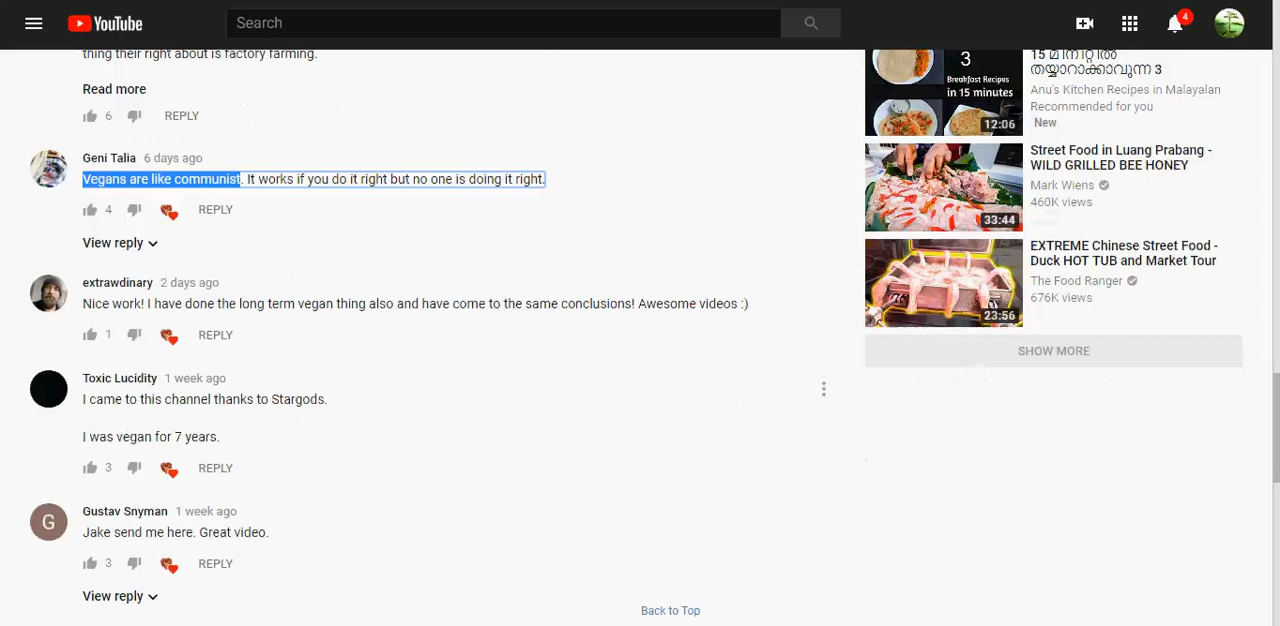 YouTube
Search
4
thing their right about is factory farming.
Read more
6 REPLY
Geni Talia 6 days ago
Vegans are like communist. It works if you do it right but no one is doing it right.
4 REPLY
View reply
extrawdinary 2 days ago
Nice work! I have done the long term vegan thing also and have come to the same conclusions! Awesome videos :)
1 REPLY
Toxic Lucidity 1 week ago
I came to this channel thanks to Stargods.
I was vegan for 7 years.
3 REPLY
G
Gustav Snyman 1 week ago
Jake send me here. Great video.
3 REPLY
View reply
Back to Top
3
Breakfast Recipes
in 15 minutes
12:06
15 മിനിറ്റിൽ
തയ്യാറാക്കാവുന്ന 3
Anu's Kitchen Recipes in Malayalan
Recommended for you
New
33:44
Street Food in Luang Prabang -
WILD GRILLED BEE HONEY
Mark Wiens
460K views
23:56
EXTREME Chinese Street Food -
Duck HOT TUB and Market Tour
The Food Ranger
676K views
SHOW MORE